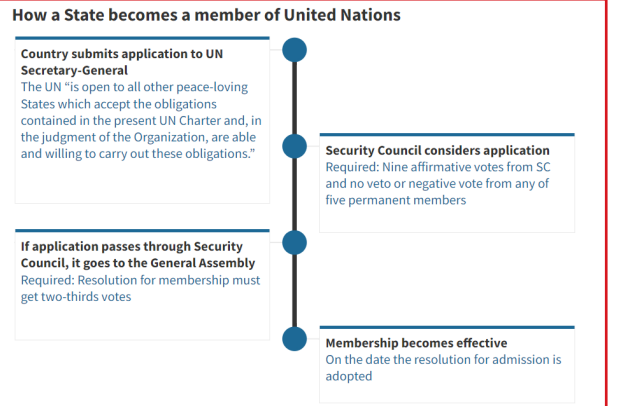 How a State becomes a member of United Nations
Country submits application to UN
Secretary-General
The UN “is open to all other peace-loving
States which accept the obligations
contained in the present UN Charter and, in
the judgment of the Organization, are able
and willing to carry out these obligations.”
Security Council considers application
Required: Nine affirmative votes from SC
and no veto or negative vote from any of
five permanent members
If application passes through Security
Council, it goes to the General Assembly
Required: Resolution for membership must
get two-thirds votes
Membership becomes effective
On the date the resolution for admission is
adopted